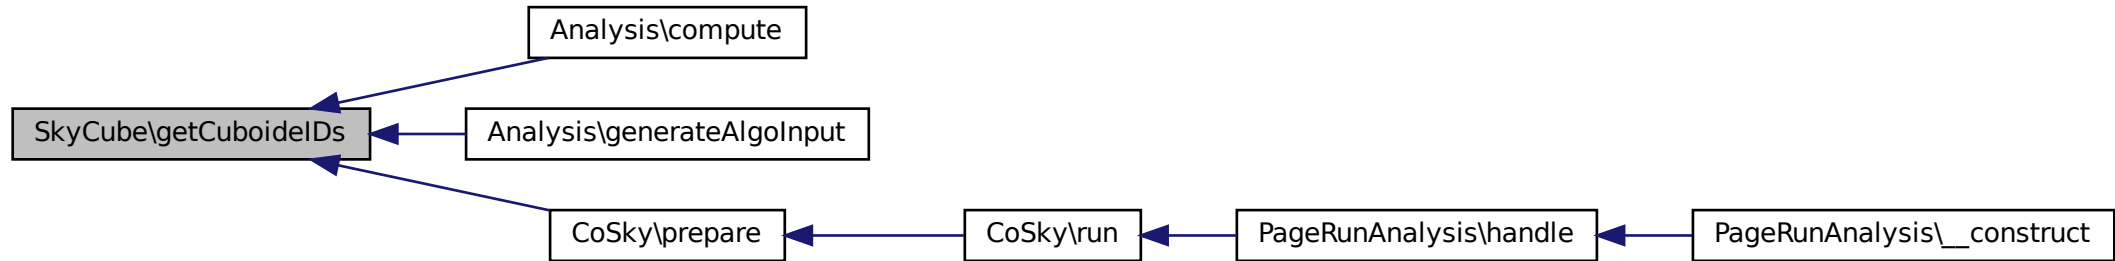 Analysis\compute
SkyCube\getCuboideIDs
Analysis\generateAlgoInput
CoSky\prepare
CoSky\run
PageRunAnalysis\handle
PageRunAnalysis\__construct